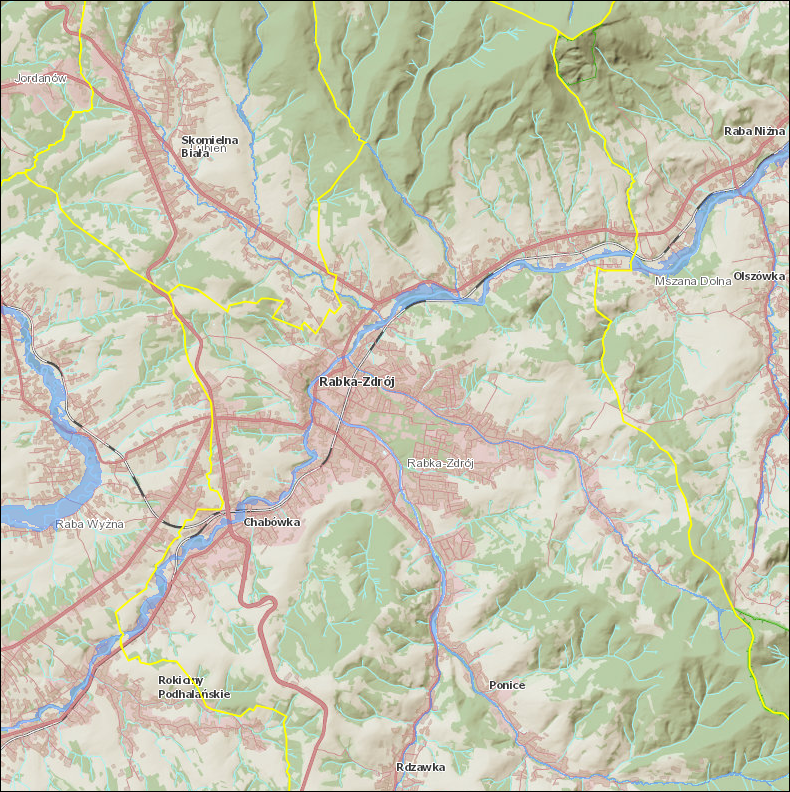 Jordanów
Raba Niżna
Skomielna
Biała
Lubień
Olszówka
Mszana Dolna
Rabka-Zdrój
Rabka-Zdrój
Raba Wyżna
Chabówka
Rokiciny
Podhalańskie
Ponice
Rdzawka